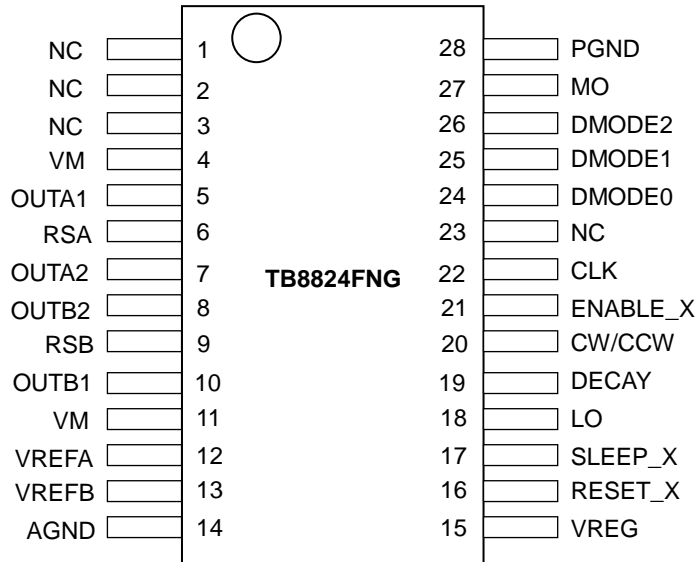 NC 1 28 PGND
NC 2 27 MO
NC 3 26 DMODE2
VM 4 25 DMODE1
OUTA1 5 24 DMODE0
RSA 6 23 NC
OUTA2 7 TB8824FNG 22 CLK
OUTB2 8 21 ENABLE_X
RSB 9 20 CW/CCW
OUTB1 10 19 DECAY
VM 11 18 LO
VREFA 12 17 SLEEP_X
VREFB 13 16 RESET_X
AGND 14 15 VREG